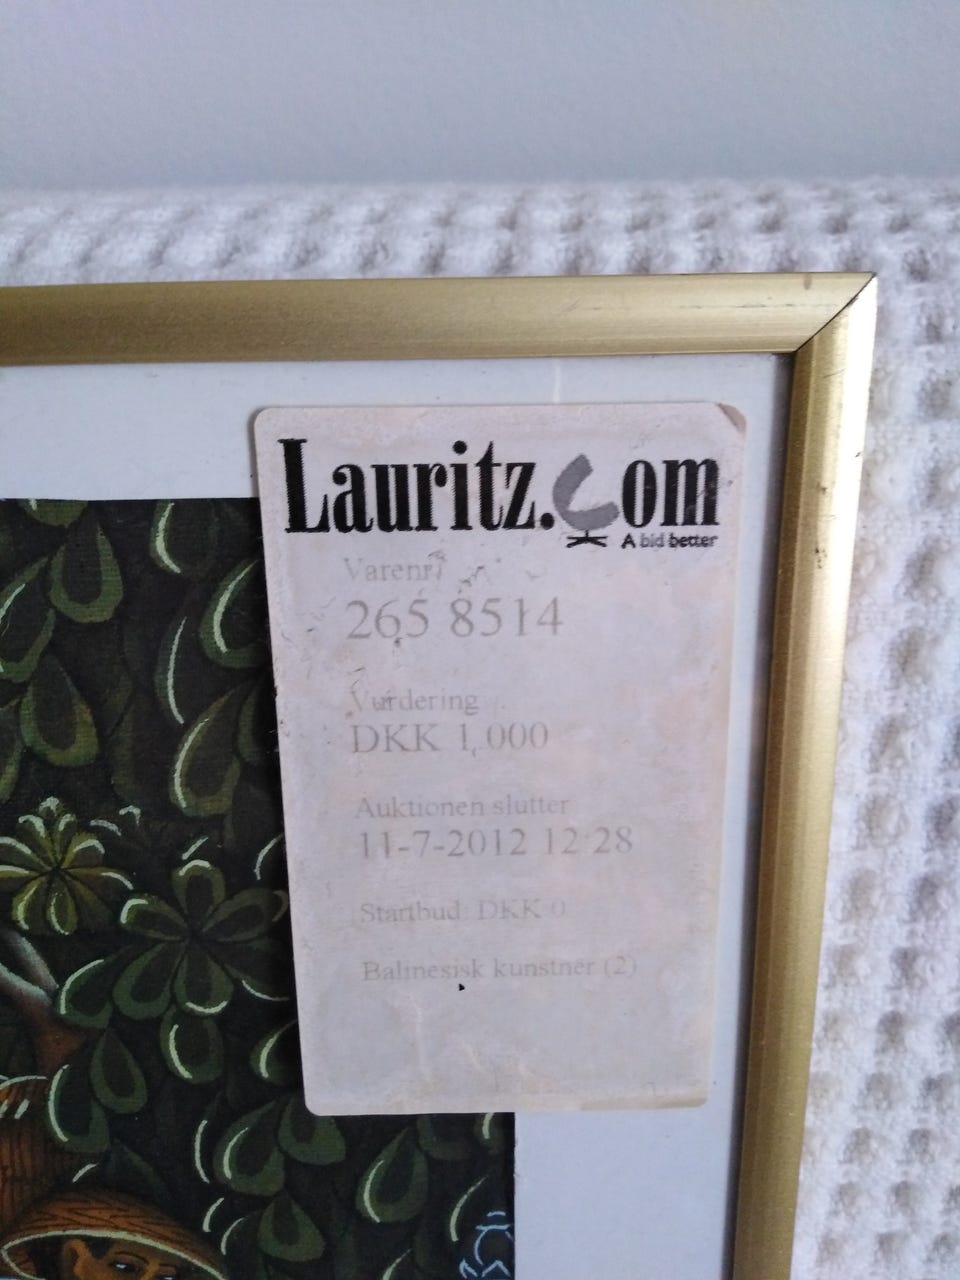 Lauritz.Com
A bid better
Varenr.
265 8514
Vurdering
DKK 1.000
Auktionen slutter
11-7-2012 12:28
Startbud: DKK 0
Balinesisk kunstner (2)